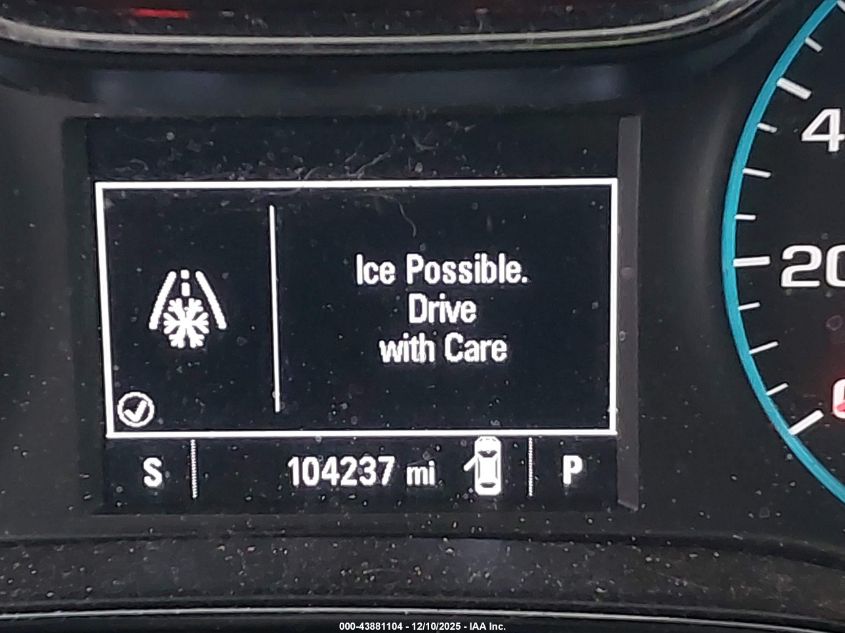 4
20
Ice Possible.
Drive
with Care
S 104237 mi P
000-43881104 - 12/10/2025 - IAA Inc.